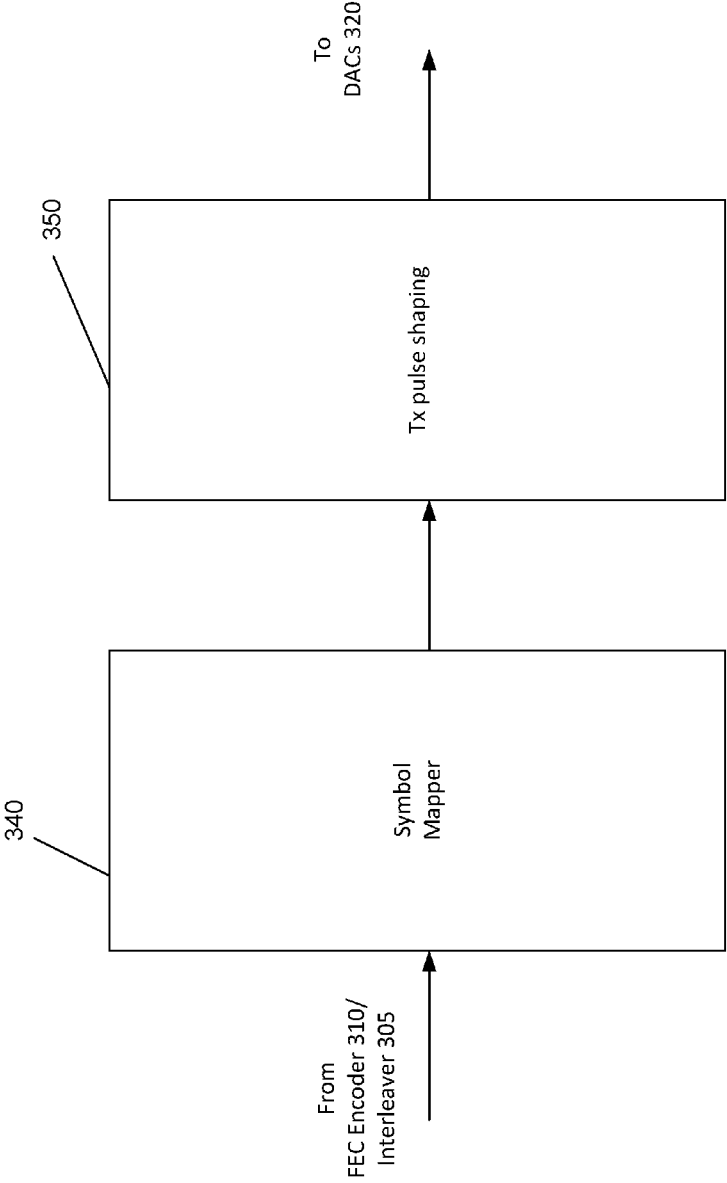 From
FEC Encoder 310/
Interleaver 305
340
Symbol
Mapper
350
Tx pulse shaping
To
DACs 320